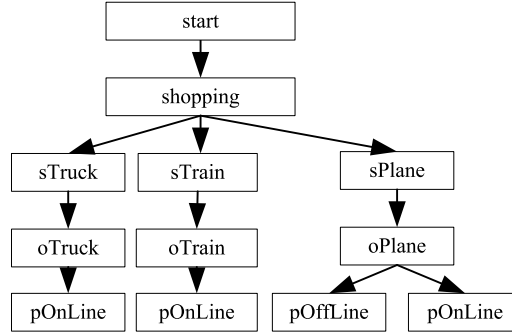 start
shopping
sTruck
sTrain
sPlane
oTruck
oTrain
oPlane
pOnLine
pOnLine
pOffLine
pOnLine